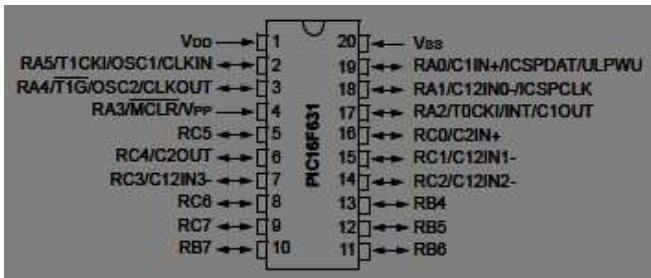 VDD 1 20 VSS
RA5/T1CKI/OSC1/CLKIN 2 19 RA0/C1IN+/ICSPDAT/ULPWU
RA4/T1G/OSC2/CLKOUT 3 18 RA1/C12IN0-/ICSPCLK
RA3/MCLR/VPP 4 17 RA2/T0CKI/INT/C1OUT
RC5 5 16 RC0/C2IN+
RC4/C2OUT 6 15 RC1/C12IN1-
RC3/C12IN3- 7 14 RC2/C12IN2-
RC6 8 13 RB4
RC7 9 12 RB5
RB7 10 11 RB6
PIC16F631